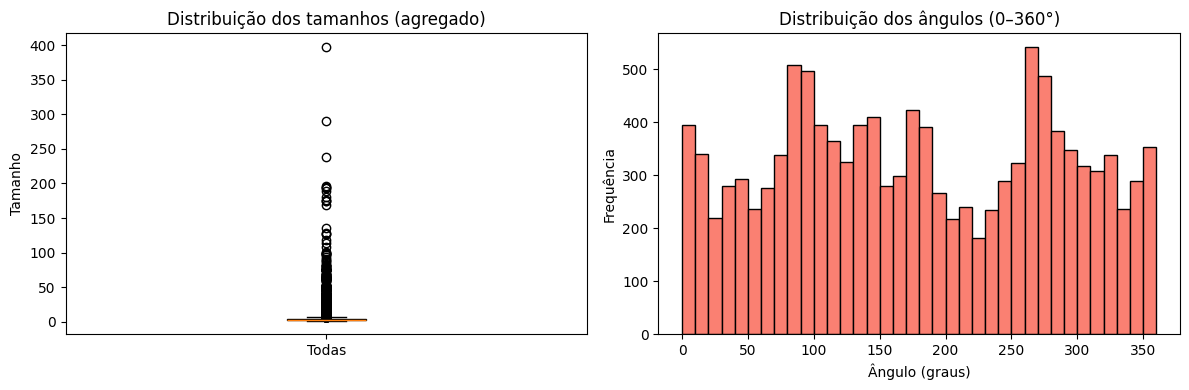 Distribuição dos tamanhos (agregado)
Tamanho
400
350
300
250
200
150
100
50
0
Todas
Distribuição dos ângulos (0–360°)
Frequência
500
400
300
200
100
0
0 50 100 150 200 250 300 350
Ângulo (graus)